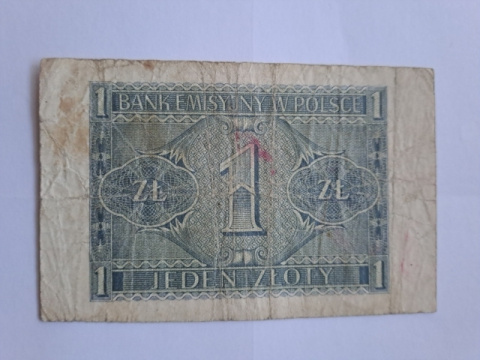 1 BANK EMISYJNY W POLSCE 1
ZŁ 1 ZŁ
1 JEDEN ZŁOTY 1